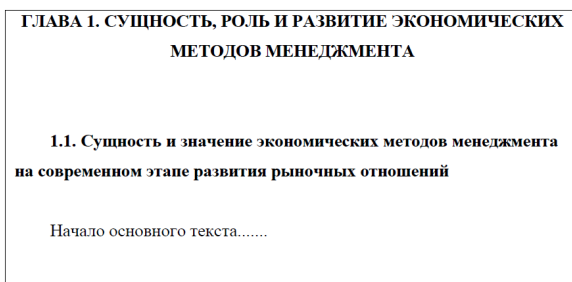 ГЛАВА 1. СУЩНОСТЬ, РОЛЬ И РАЗВИТИЕ ЭКОНОМИЧЕСКИХ
МЕТОДОВ МЕНЕДЖМЕНТА
1.1. Сущность и значение экономических методов менеджмента
на современном этапе развития рыночных отношений
Начало основного текста.......